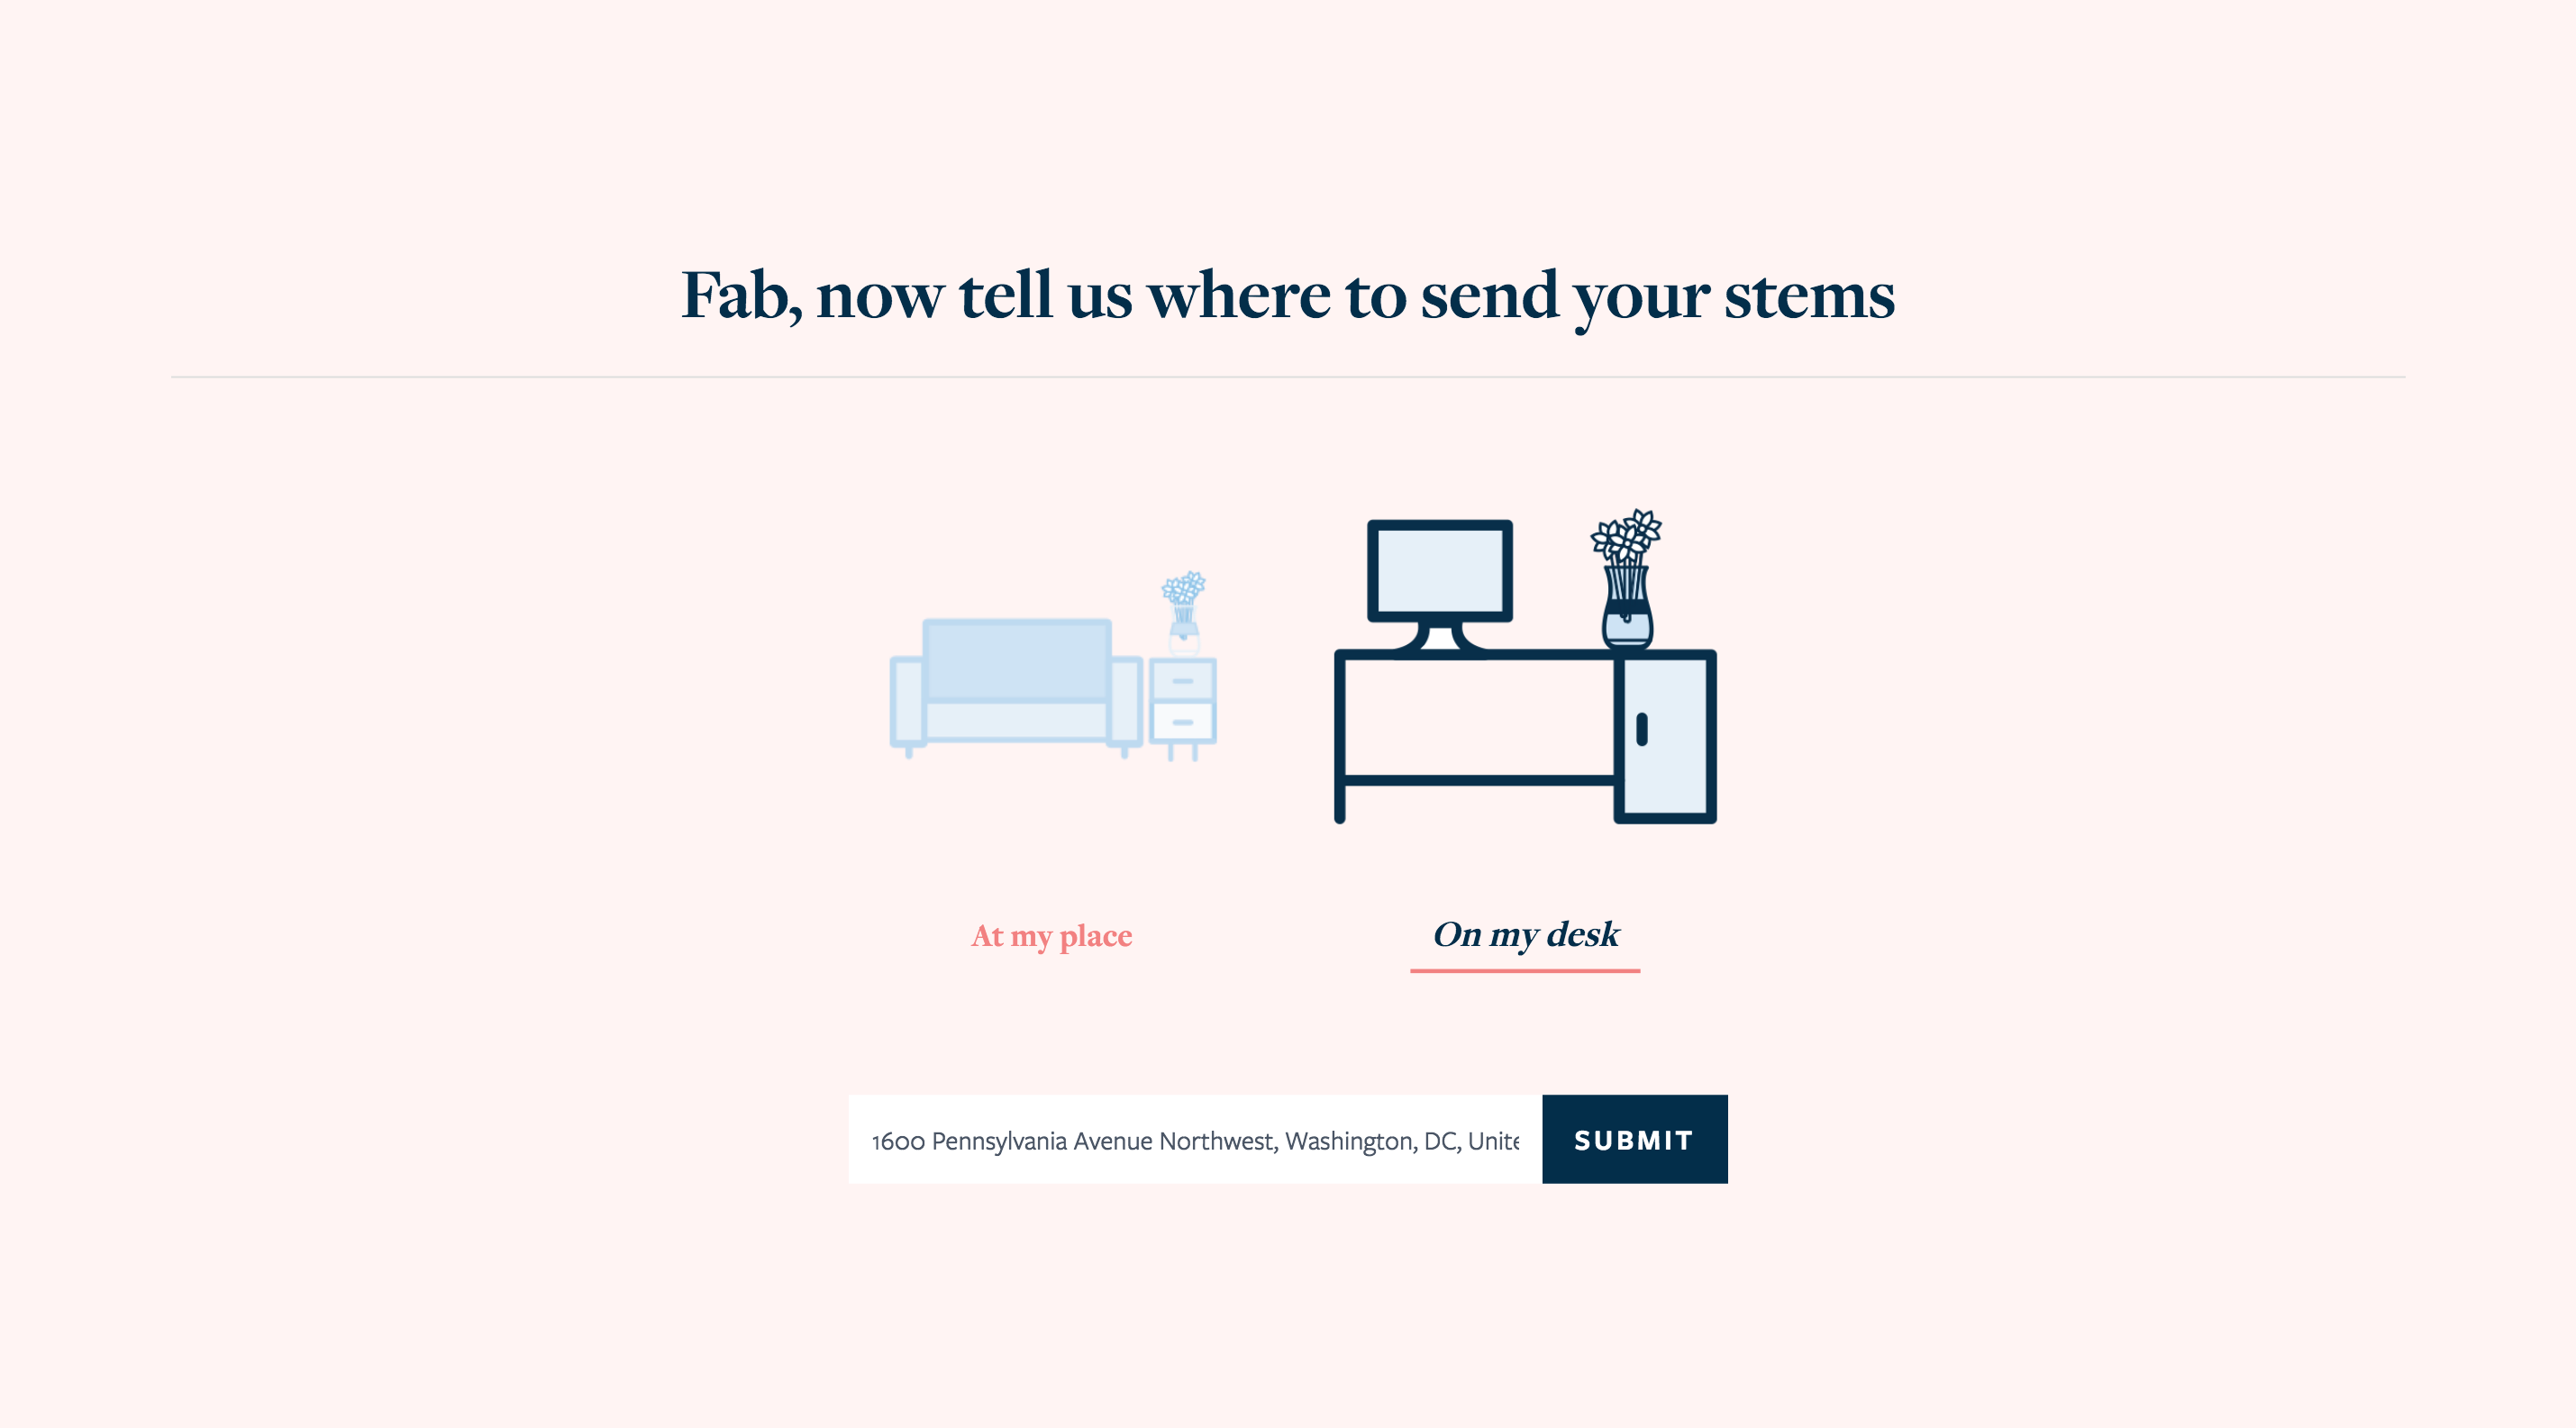 Fab, now tell us where to send your stems
At my place
On my desk
1600 Pennsylvania Avenue Northwest, Washington, DC, Unite
SUBMIT